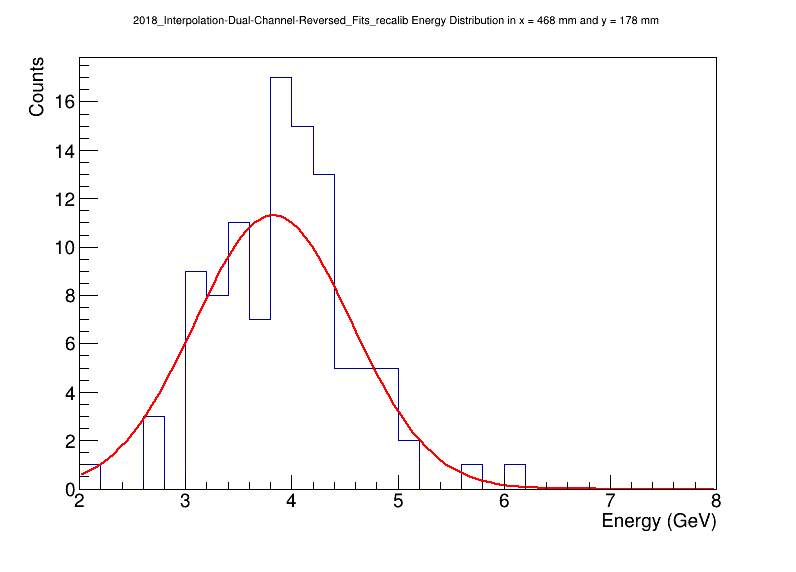 2018_Interpolation-Dual-Channel-Reversed_Fits_recalib Energy Distribution in x = 468 mm and y = 178 mm
Counts
16
14
12
10
8
6
4
2
0
2 3 4 5 6 7 8
Energy (GeV)